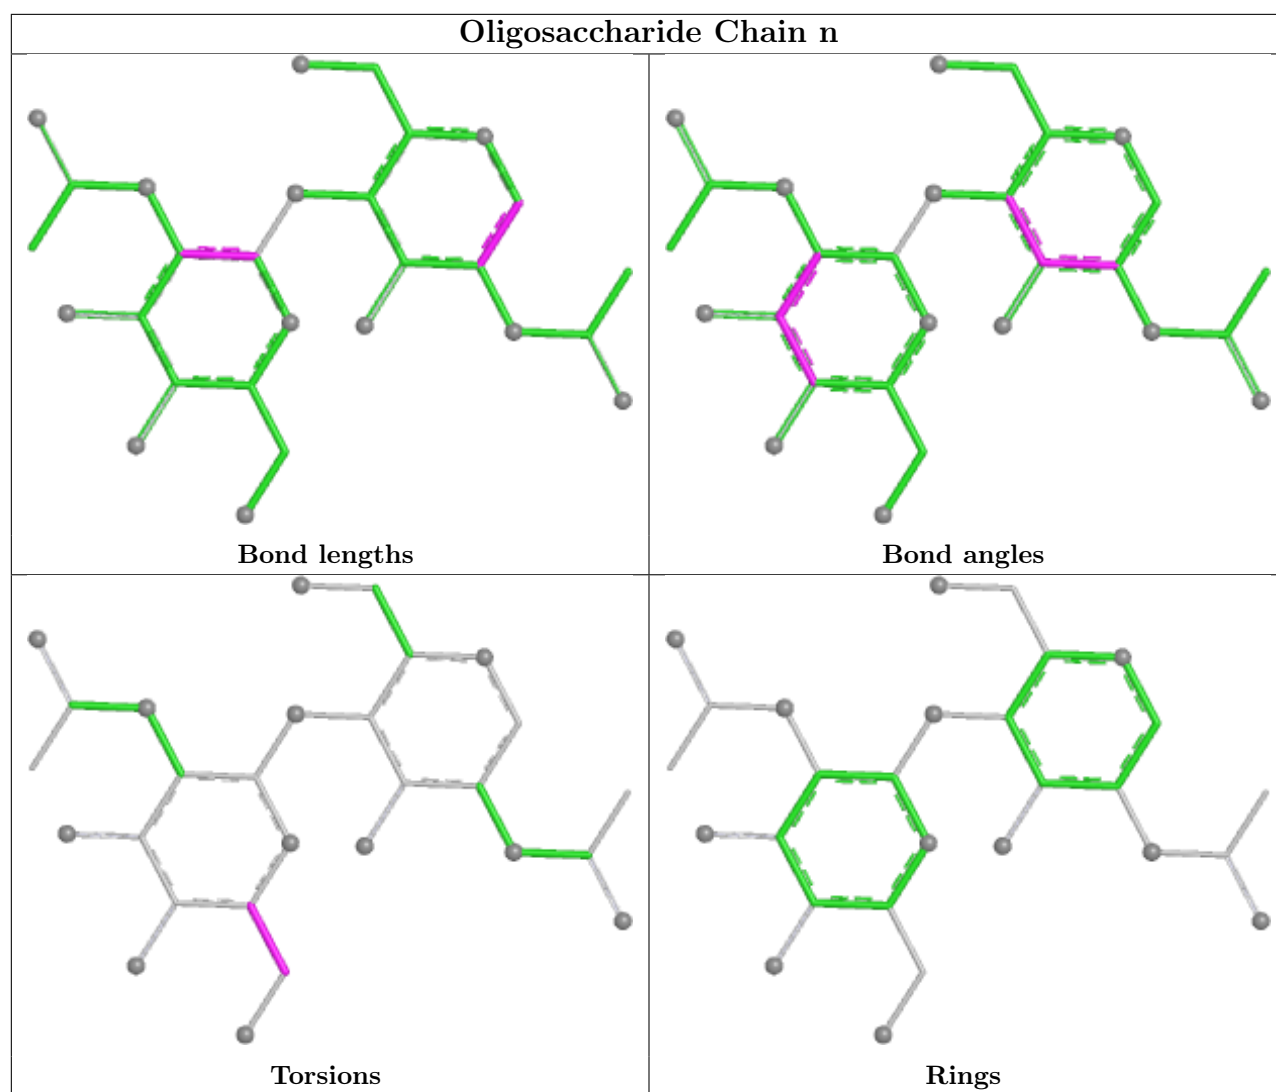 Oligosaccharide Chain n
Bond lengths
Bond angles
Torsions
Rings